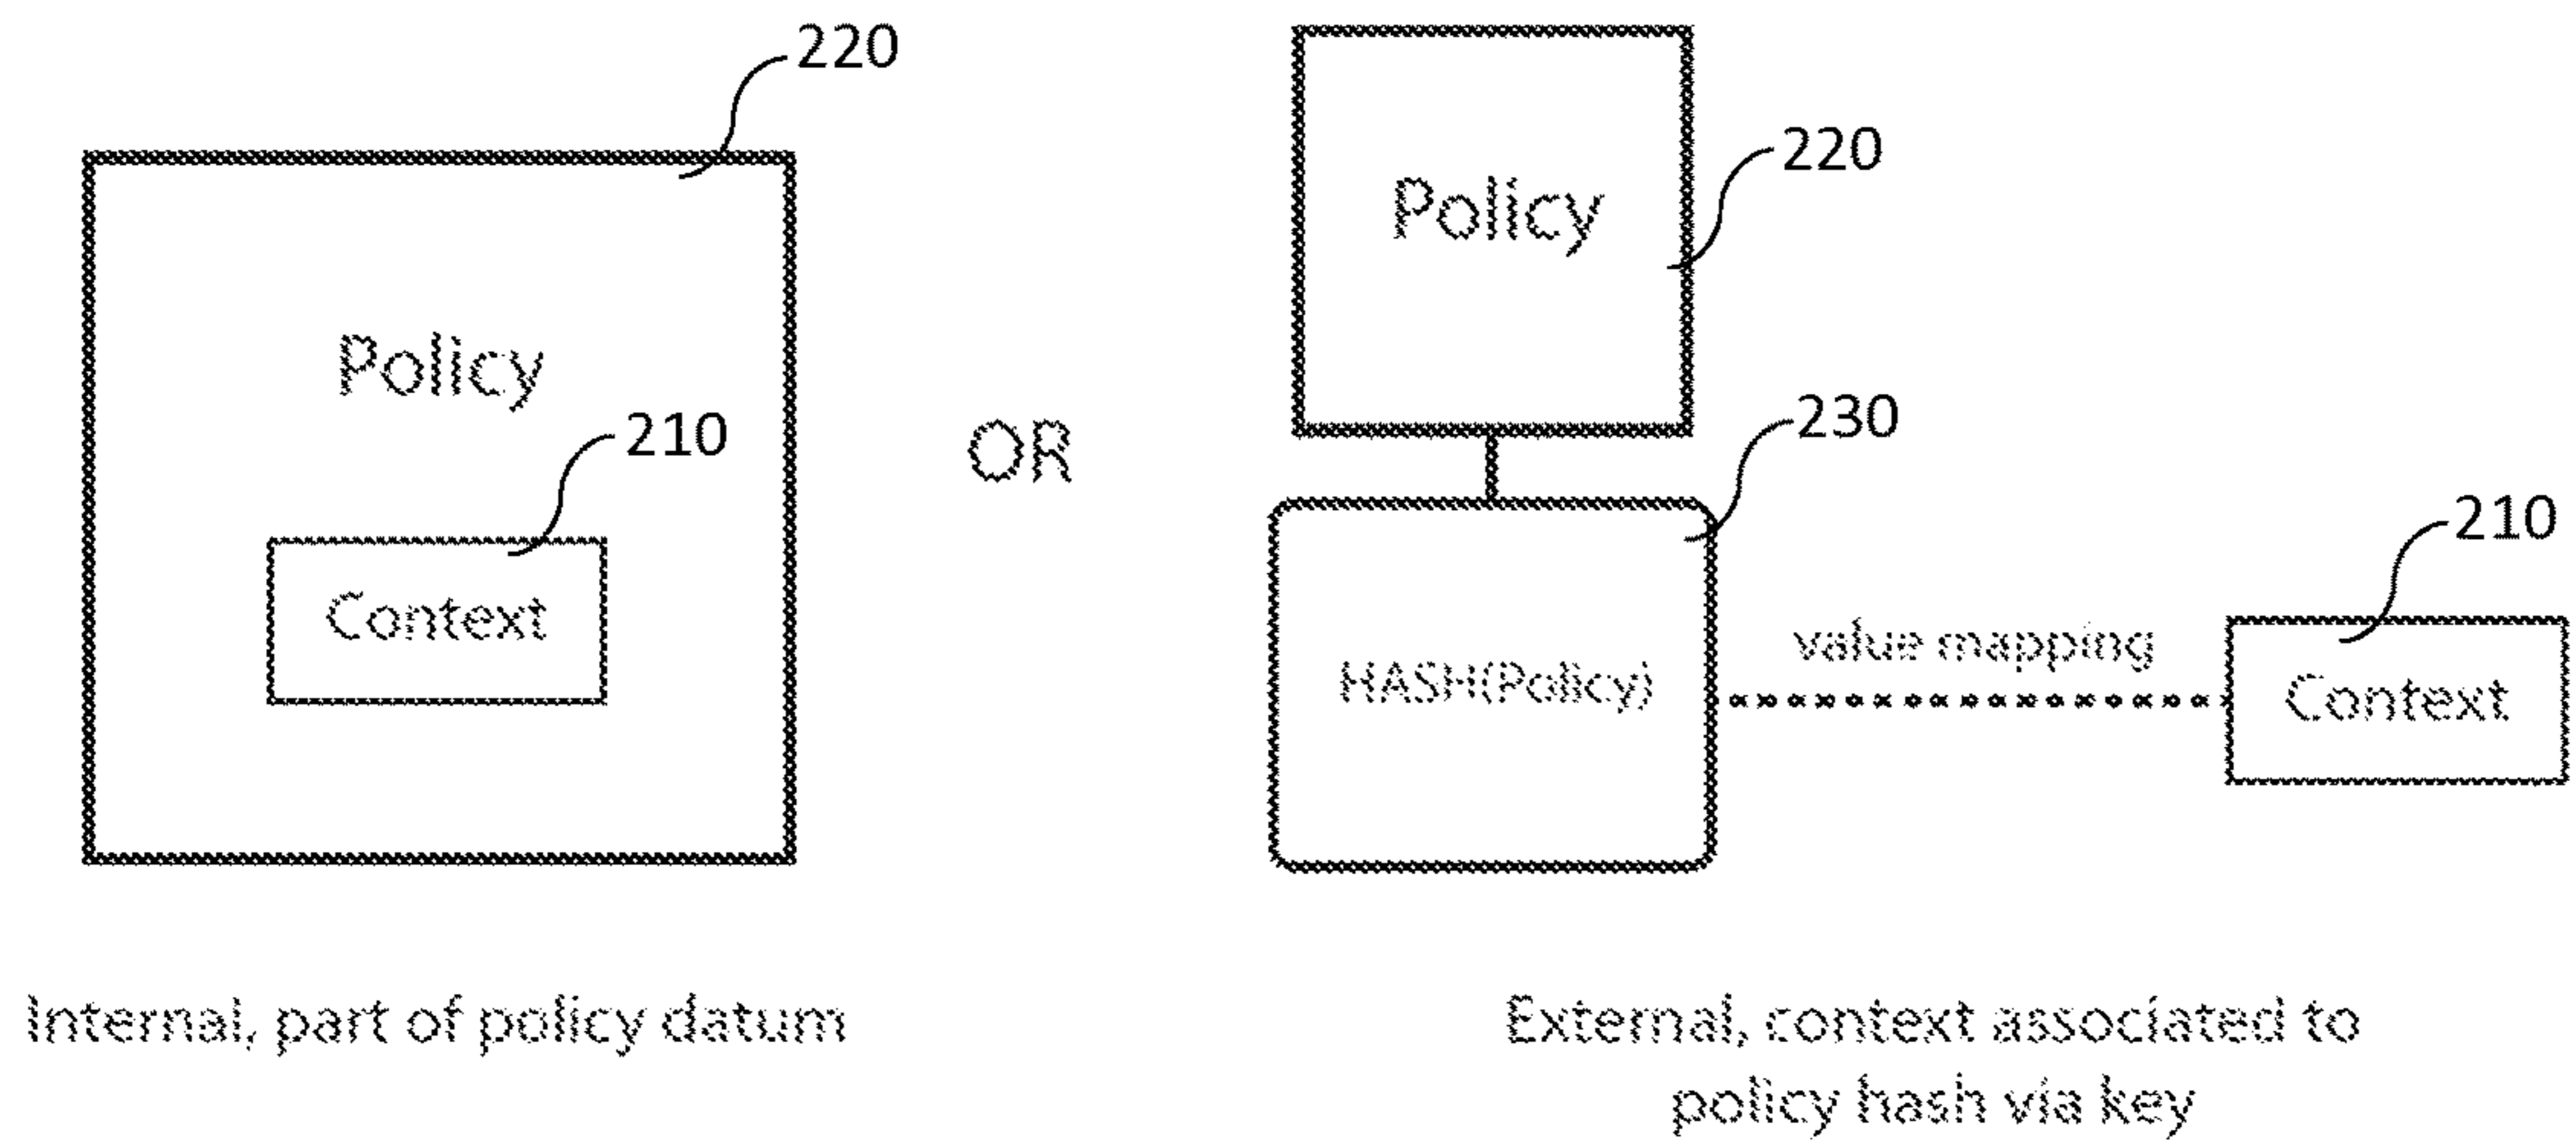 220
Policy
210
Context
Internal, part of policy datum
OR
Policy
220
230
HASH(Policy)
value mapping
210
Context
External, context associated to
policy hash via key